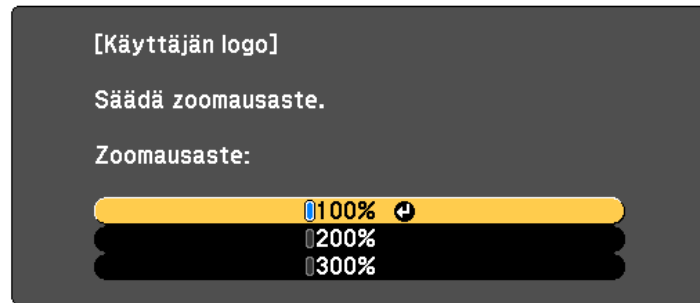 [Käyttäjän logo]
Säädä zoomausaste.
Zoomausaste:
100%
200%
300%